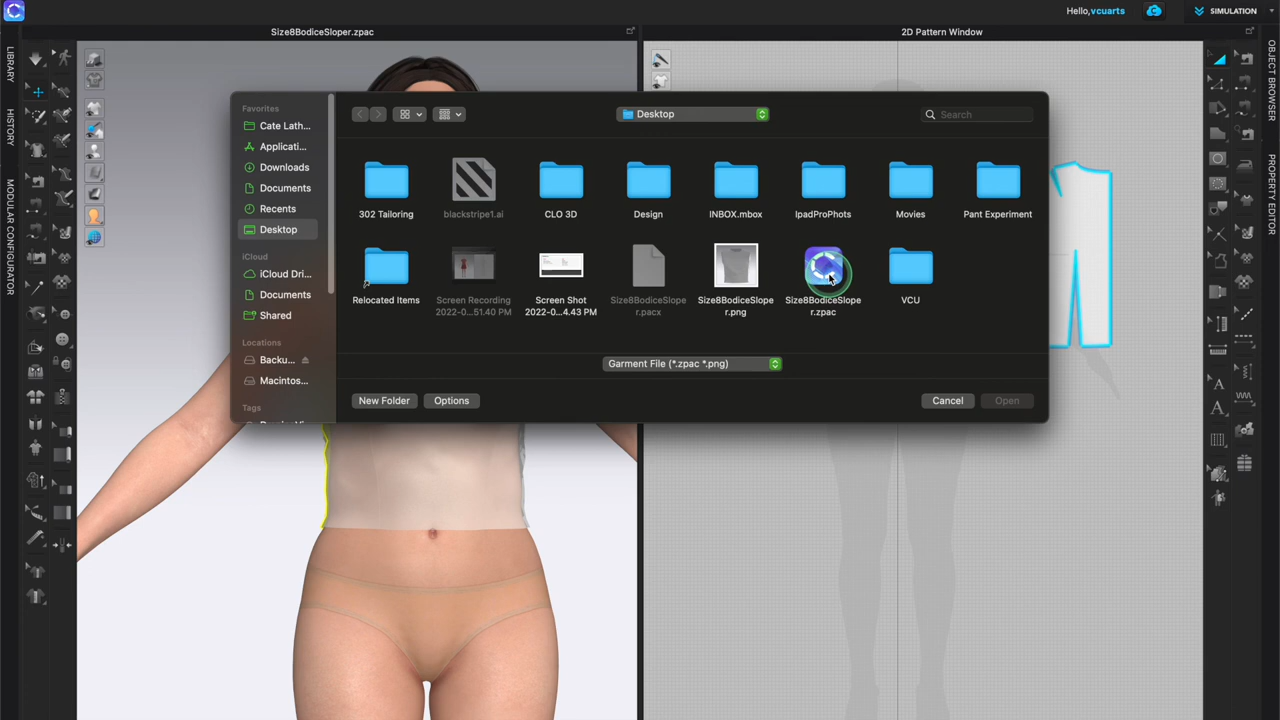 Hello,vcuarts
SIMULATION
Size8BodiceSloper.zpac
2D Pattern Window
LIBRARY
HISTORY
MODULAR CONFIGURATOR
OBJECT BROWSER
PROPERTY EDITOR
Favorites
Cate Lath...
Applicati...
Downloads
Documents
Recents
Desktop
iCloud
iCloud Dri...
Documents
Shared
Locations
Backu...
Macintos...
Tags
Desktop
Search
302 Tailoring
blackstripe1.ai
CLO 3D
Design
INBOX.mbox
IpadProPhots
Movies
Pant Experiment
Relocated Items
Screen Recording
2022-0...51.40 PM
Screen Shot
2022-0...4.43 PM
Size8BodiceSlope
r.pacx
Size8BodiceSlope
r.png
Size8BodiceSlope
r.zpac
VCU
Garment File (*.zpac *.png)
New Folder
Options
Cancel
Open